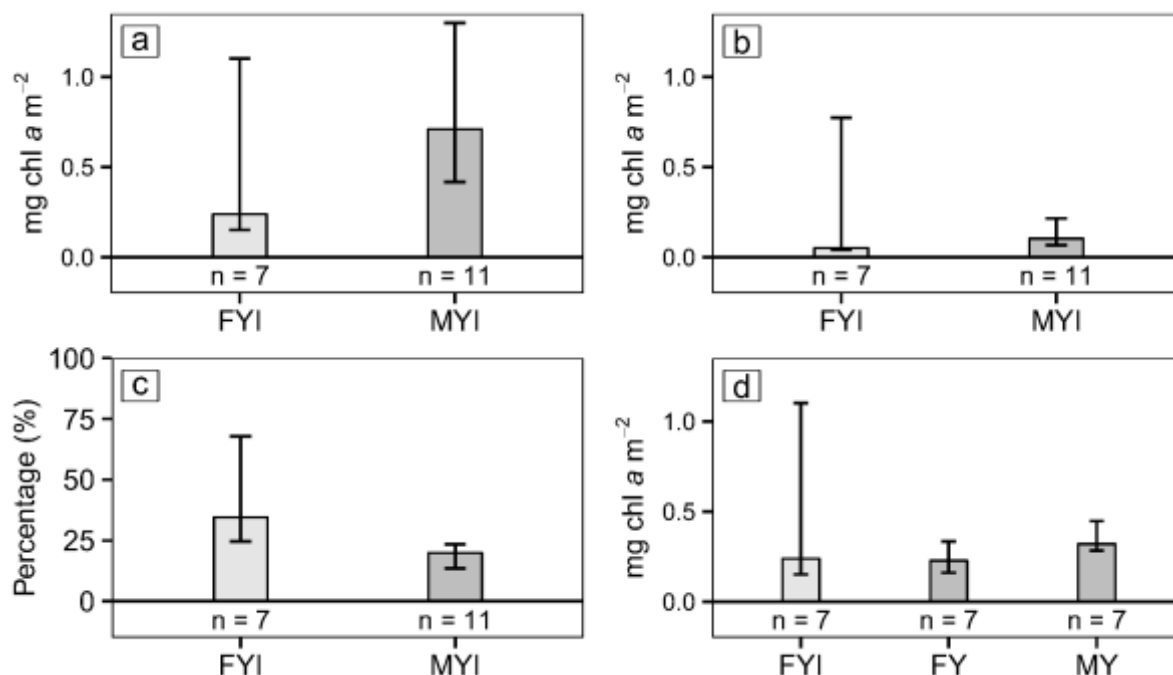 a
mg chl a m⁻²
1.0
0.5
0.0
n = 7
n = 11
FYI
MYI
b
mg chl a m⁻²
1.0
0.5
0.0
n = 7
n = 11
FYI
MYI
c
Percentage (%)
100
75
50
25
0
n = 7
n = 11
FYI
MYI
d
mg chl a m⁻²
1.0
0.5
0.0
n = 7
n = 7
n = 7
FYI
FY
MY